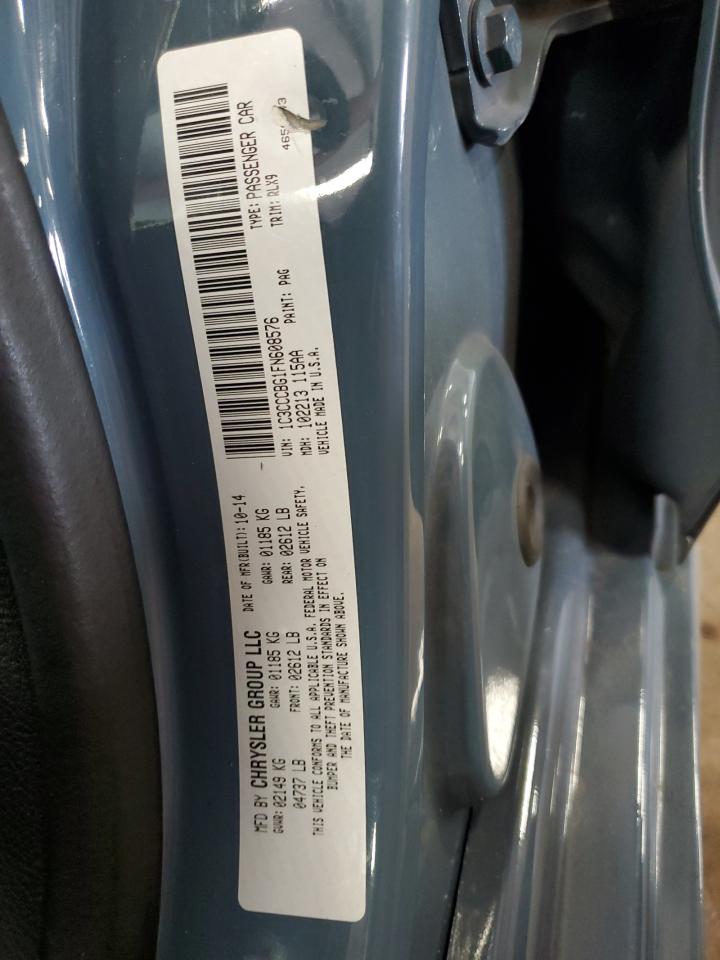 MFD BY CHRYSLER GROUP LLC DATE OF MFR(BUILT): 10-14
GVWR: 02149 KG GAWR: 01185 KG GAWR: 01185 KG
04737 LB FRONT: 02612 LB REAR: 02612 LB
THIS VEHICLE CONFORMS TO ALL APPLICABLE U.S.A. FEDERAL MOTOR VEHICLE SAFETY,
BUMPER AND THEFT PREVENTION STANDARDS IN EFFECT ON
THE DATE OF MANUFACTURE SHOWN ABOVE.
VIN: 1C3CCCBG1FN608576 TYPE: PASSENGER CAR
MDH: 102213 115AA PAINT: PAG TRIM: RLX9
VEHICLE MADE IN U.S.A.